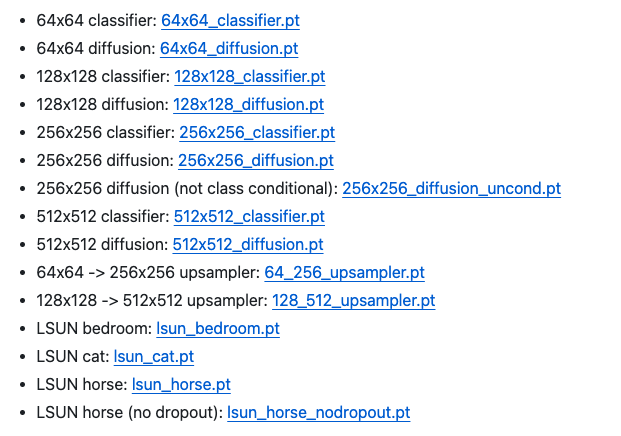 64x64 classifier: 64x64_classifier.pt
64x64 diffusion: 64x64_diffusion.pt
128x128 classifier: 128x128_classifier.pt
128x128 diffusion: 128x128_diffusion.pt
256x256 classifier: 256x256_classifier.pt
256x256 diffusion: 256x256_diffusion.pt
256x256 diffusion (not class conditional): 256x256_diffusion_uncond.pt
512x512 classifier: 512x512_classifier.pt
512x512 diffusion: 512x512_diffusion.pt
64x64 -> 256x256 upsampler: 64_256_upsampler.pt
128x128 -> 512x512 upsampler: 128_512_upsampler.pt
LSUN bedroom: lsun_bedroom.pt
LSUN cat: lsun_cat.pt
LSUN horse: lsun_horse.pt
LSUN horse (no dropout): lsun_horse_nodropout.pt